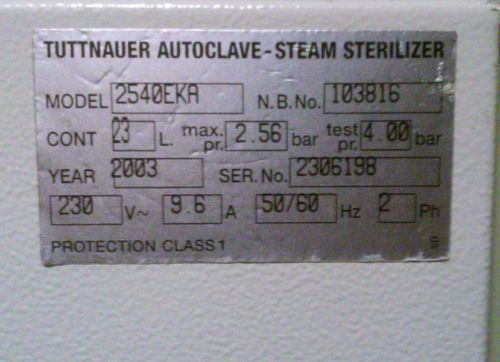 TUTTNAUER AUTOCLAVE-STEAM STERILIZER
MODEL 2540EKA N.B.No. 103816
CONT 23 L. max. pr. 2.56 bar test pr. 4.00 bar
YEAR 2003 SER. No. 2306198
230 V~ 9.6 A 50/60 Hz 2 Ph
PROTECTION CLASS 1